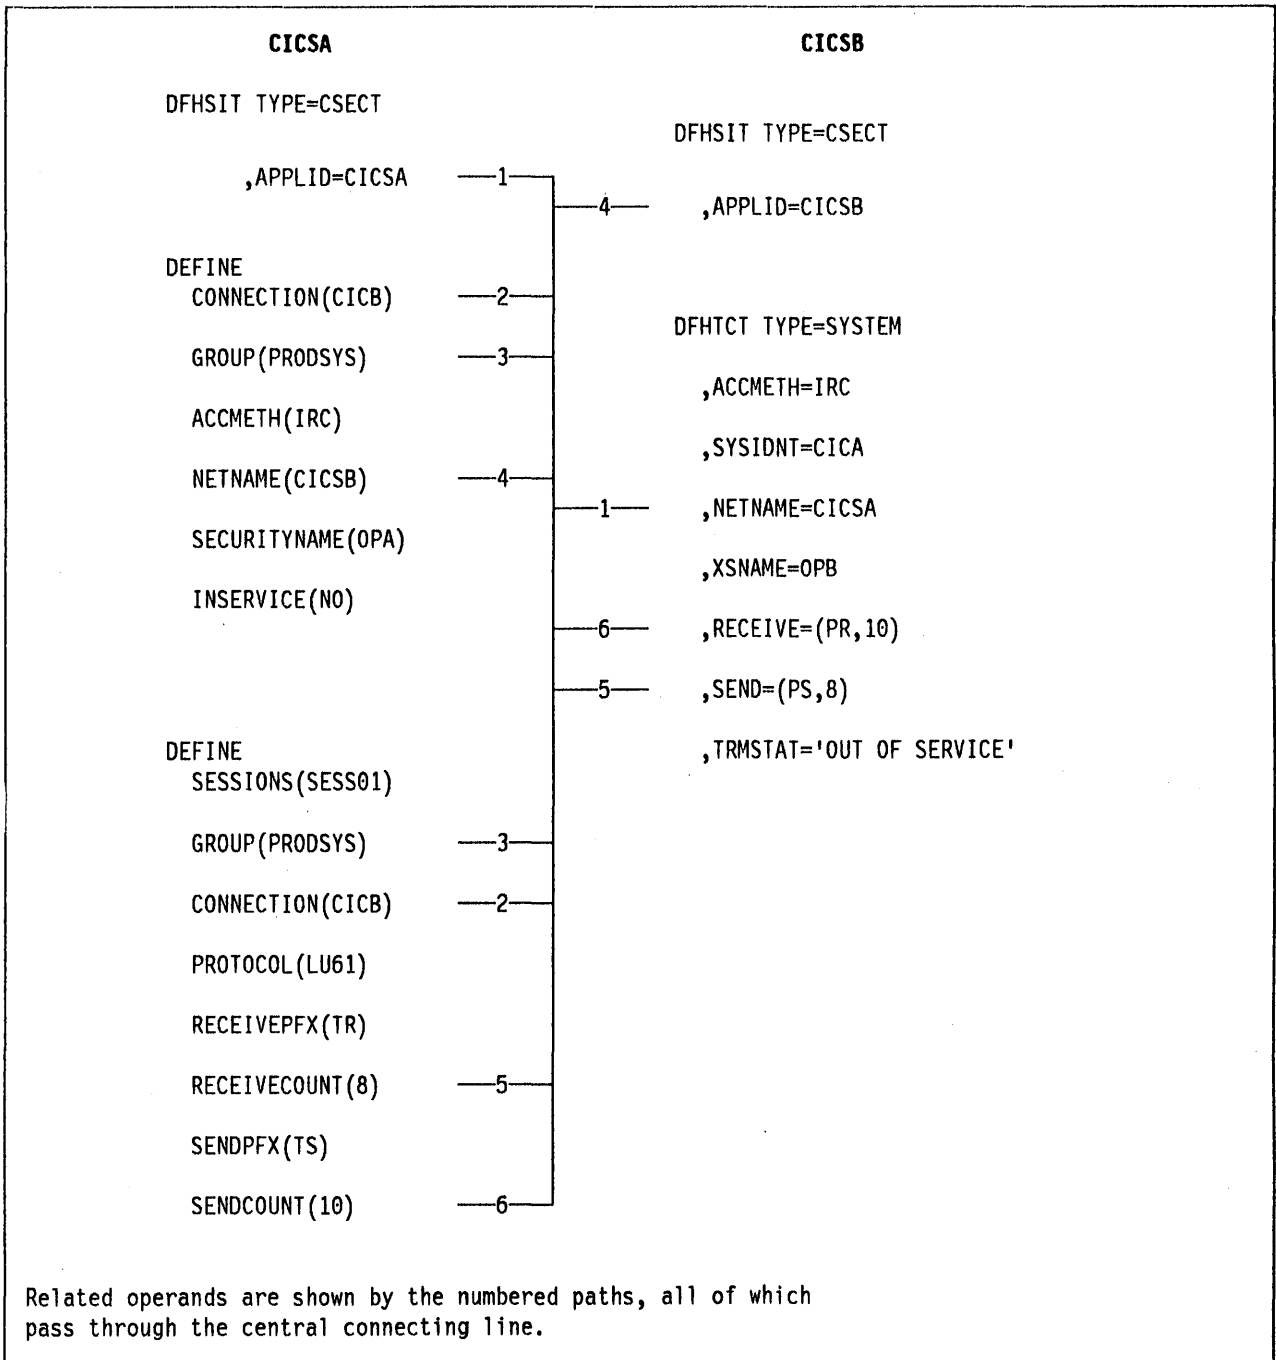 CICSA
DFHSIT TYPE=CSECT
,APPLID=CICSA ——1——
DEFINE
CONNECTION(CICB) ——2——
GROUP(PRODSYS) ——3——
ACCMETH(IRC)
NETNAME(CICSB) ——4——
SECURITYNAME(OPA)
INSERVICE(NO)
DEFINE
SESSIONS(SESS01)
GROUP(PRODSYS) ——3——
CONNECTION(CICB) ——2——
PROTOCOL(LU61)
RECEIVEPFX(TR)
RECEIVECOUNT(8) ——5——
SENDPFX(TS)
SENDCOUNT(10) ——6——
CICSB
DFHSIT TYPE=CSECT
——4—— ,APPLID=CICSB
DFHTCT TYPE=SYSTEM
,ACCMETH=IRC
,SYSIDNT=CICA
——1—— ,NETNAME=CICSA
,XSNAME=OPB
——6—— ,RECEIVE=(PR,10)
——5—— ,SEND=(PS,8)
,TRMSTAT='OUT OF SERVICE'
Related operands are shown by the numbered paths, all of which
pass through the central connecting line.